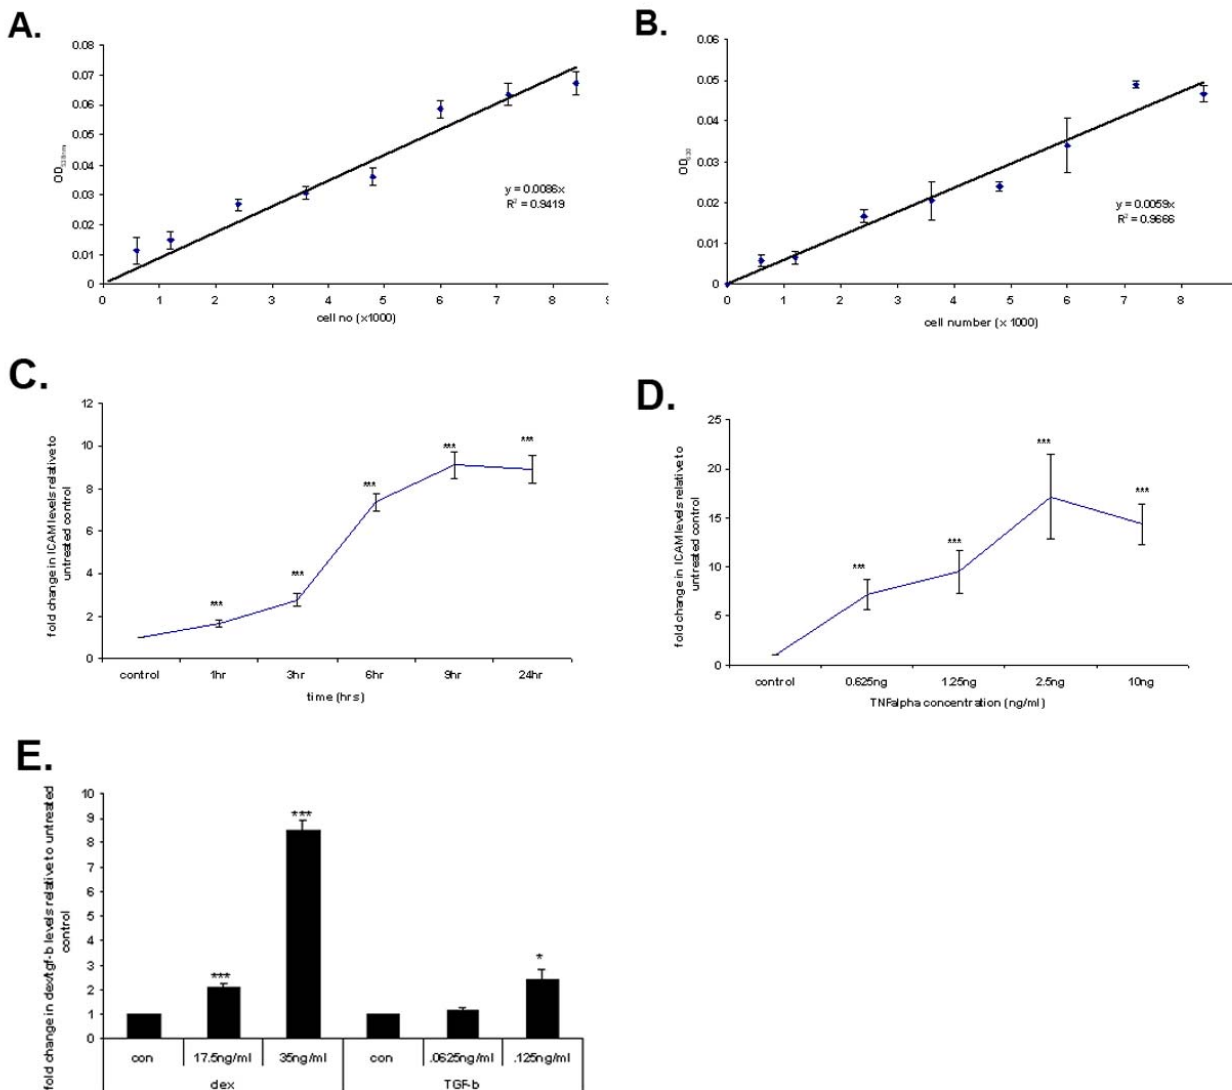 A.
0.08
0.07
0.06
0.05
0.04
0.03
0.02
0.01
0
OD530nm
y = 0.0086x
R² = 0.9419
0 1 2 3 4 5 6 7 8
cell no (x1000)
B.
0.06
0.05
0.04
0.03
0.02
0.01
0
OD530
y = 0.0059x
R² = 0.9666
0 1 2 3 4 5 6 7 8
cell number (x 1000)
C.
fold change in ICAM levels relative to
untreated control
12
10
8
6
4
2
0
*** *** *** *** ***
control 1hr 3hr 6hr 9hr 24hr
time (hrs)
D.
fold change in ICAM levels relative to
untreated control
25
20
15
10
5
0
*** *** *** ***
control 0.625ng 1.25ng 2.5ng 10ng
TNFalpha concentration (ng/ml)
E.
fold change in dex/tgf-b levels relative to untreated
control
10
9
8
7
6
5
4
3
2
1
0
*** *** *
con 17.5ng/ml 35ng/ml con .0625ng/ml .125ng/ml
dex TGF-b